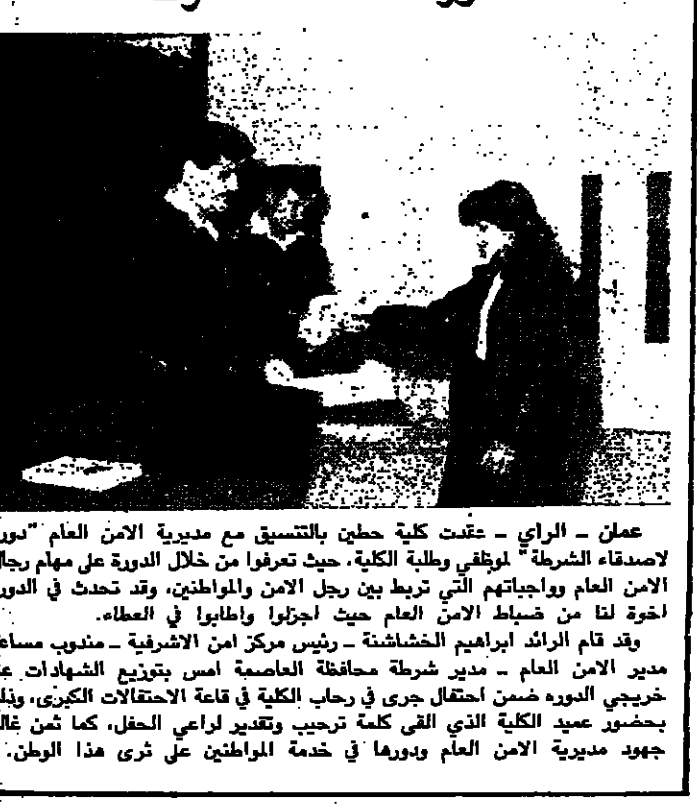 عمان ـ الراي ـ عقدت كلية حطين بالتنسيق مع مديرية الامن العام "دور
لاصدقاء الشرطة" لموظفي وطلبة الكلية، حيث تعرفوا من خلال الدورة على مهام رجال
الامن العام وواجباتهم التي تربط بين رجل الامن والمواطنين، وقد تحدث في الدور
اخوة لنا من ضباط الامن العام حيث اجزلوا واطابوا في العطاء.
وقد قام الرائد ابراهيم الخشاشنة ـ رئيس مركز امن الاشرفية ـ مندوب مساعد
مدير الامن العام ـ مدير شرطة محافظة العاصمة امس بتوزيع الشهادات عـ
خريجي الدوره ضمن احتفال جرى في رحاب الكلية في قاعة الاحتفالات الكبرى، وذلـ
بحضور عميد الكلية الذي القى كلمة ترحيب وتقدير لراعي الحفل، كما ثمن غالـ
جهود مديرية الامن العام ودورها في خدمة المواطنين على ثرى هذا الوطن.